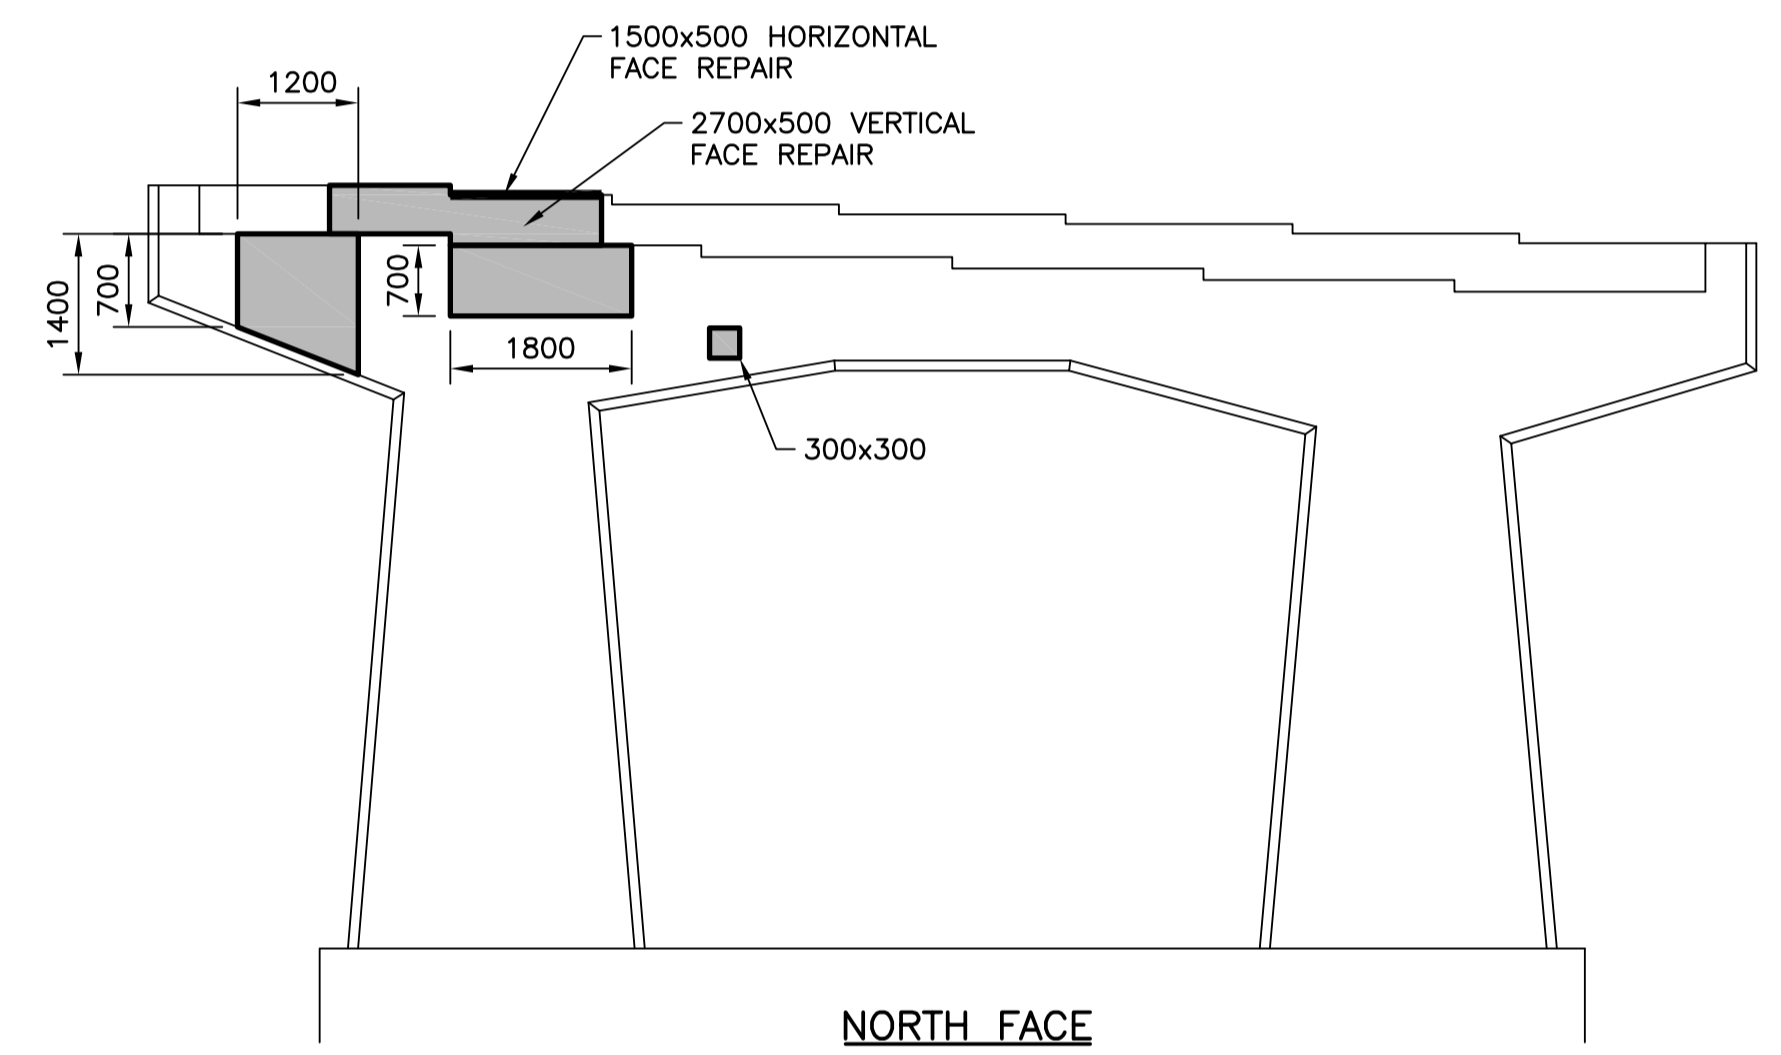 1500x500 HORIZONTAL
FACE REPAIR
1200
2700x500 VERTICAL
FACE REPAIR
1400
700
700
1800
300x300
NORTH FACE